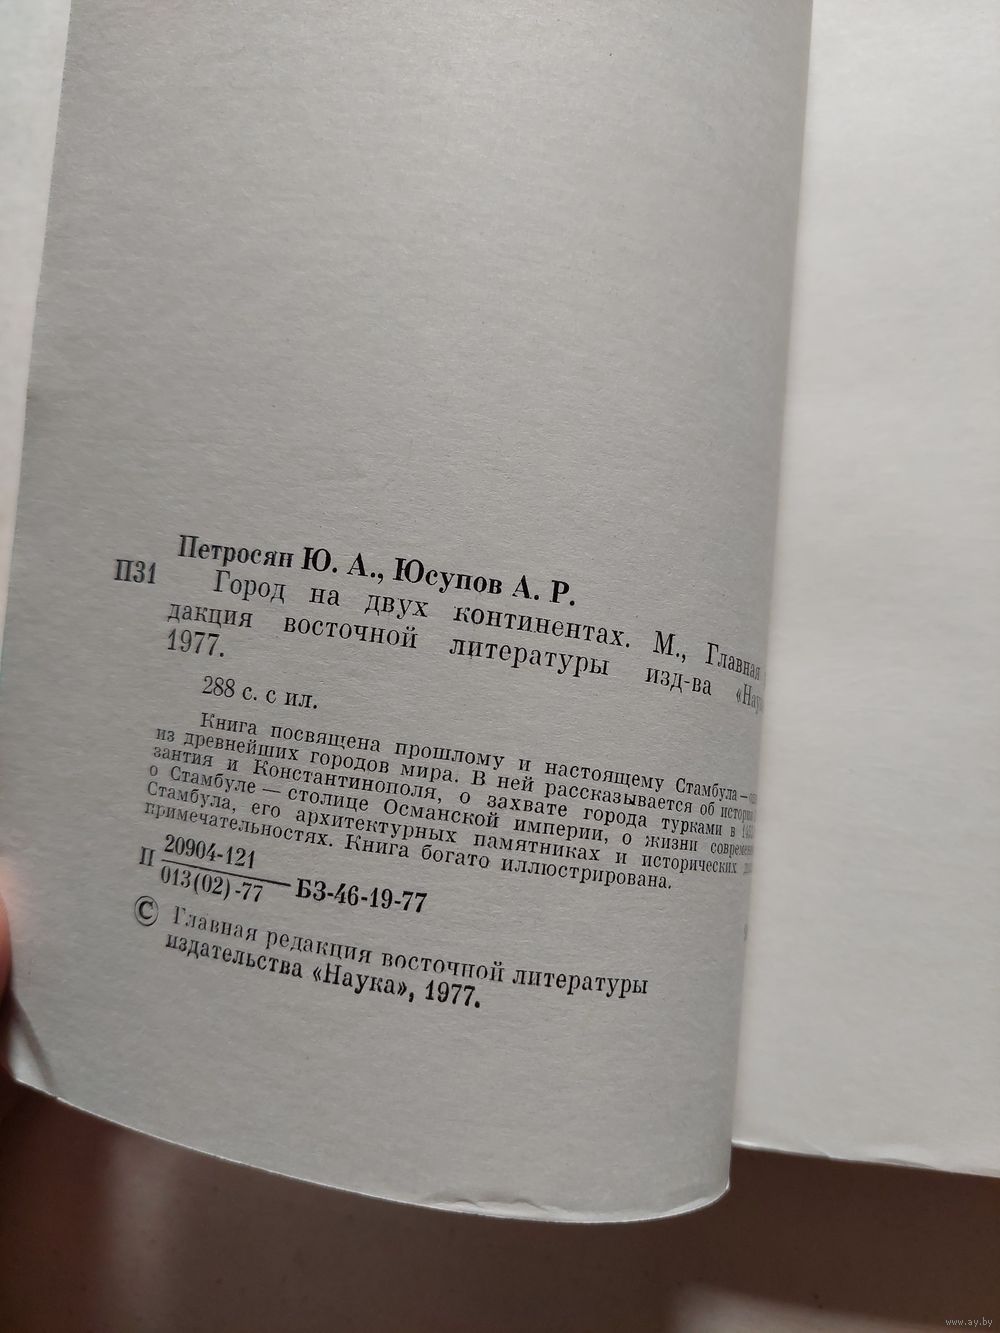 Петросян Ю. А., Юсупов А. Р.
П31 Город на двух континентах. М., Главная
дакция восточной литературы изд-ва
1977.
288 с. с ил.
Книга посвящена прошлому и настоящему Стамбула —
из древнейших городов мира. В ней рассказывается об
зантия и Константинополя, о захвате города турками в
о Стамбуле — столице Османской империи, о жизни
Стамбула, его архитектурных памятниках и исторических
примечательностях. Книга богато иллюстрирована.
П 20904-121
013(02)-77 БЗ-46-19-77
© Главная редакция восточной литературы
издательства «Наука», 1977.
www.ay.by